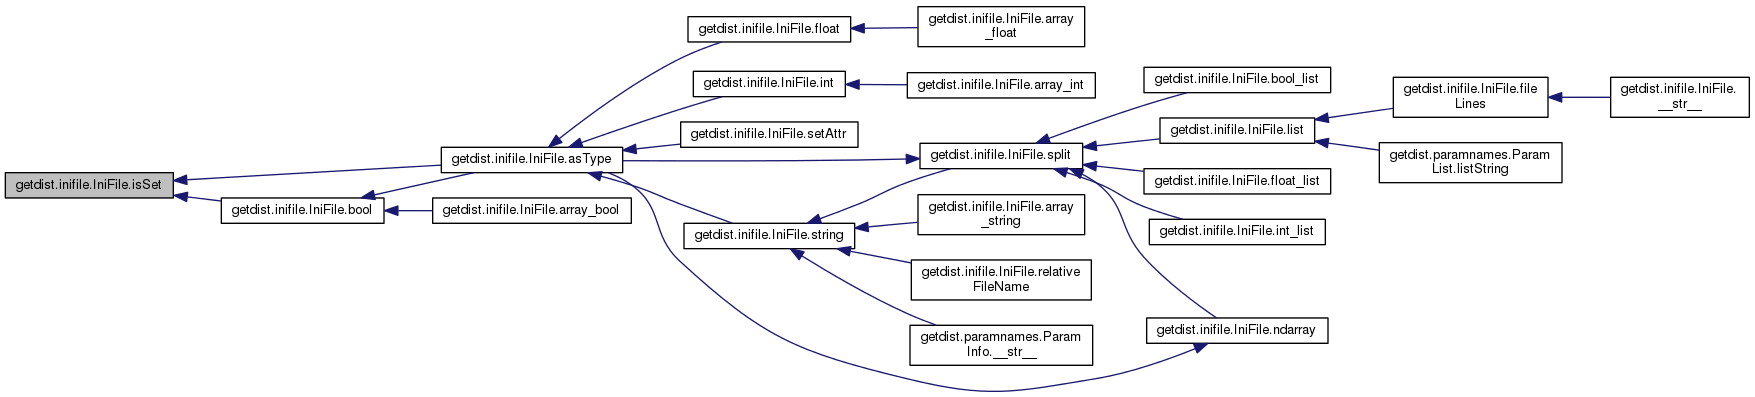 getdist.inifile.IniFile.isSet
getdist.inifile.IniFile.asType
getdist.inifile.IniFile.bool
getdist.inifile.IniFile.array_bool
getdist.inifile.IniFile.float
getdist.inifile.IniFile.array
_float
getdist.inifile.IniFile.int
getdist.inifile.IniFile.array_int
getdist.inifile.IniFile.setAttr
getdist.inifile.IniFile.string
getdist.inifile.IniFile.split
getdist.inifile.IniFile.array
_string
getdist.inifile.IniFile.relative
FileName
getdist.paramnames.Param
Info.__str__
getdist.inifile.IniFile.bool_list
getdist.inifile.IniFile.list
getdist.inifile.IniFile.float_list
getdist.inifile.IniFile.int_list
getdist.inifile.IniFile.ndarray
getdist.inifile.IniFile.file
Lines
getdist.paramnames.Param
List.listString
getdist.inifile.IniFile.
__str__